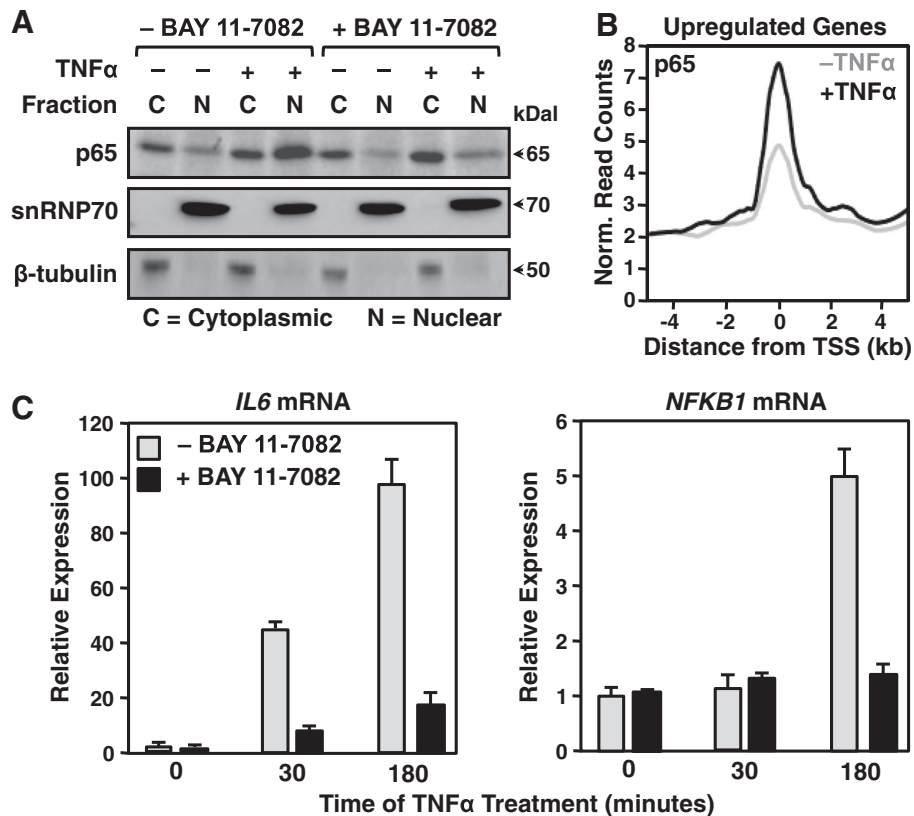 A
– BAY 11-7082 + BAY 11-7082
TNFα – – + + – – + +
Fraction C N C N C N C N kDal
p65 65
snRNP70 70
β-tubulin 50
C = Cytoplasmic N = Nuclear
B
Upregulated Genes
p65 –TNFα
+TNFα
Norm. Read Counts
8
7
6
5
4
3
2
1
0
-4 -2 0 2 4
Distance from TSS (kb)
C
IL6 mRNA
– BAY 11-7082
+ BAY 11-7082
Relative Expression
120
100
80
60
40
20
0
0 30 180
NFKB1 mRNA
Relative Expression
6
5
4
3
2
1
0
0 30 180
Time of TNFα Treatment (minutes)